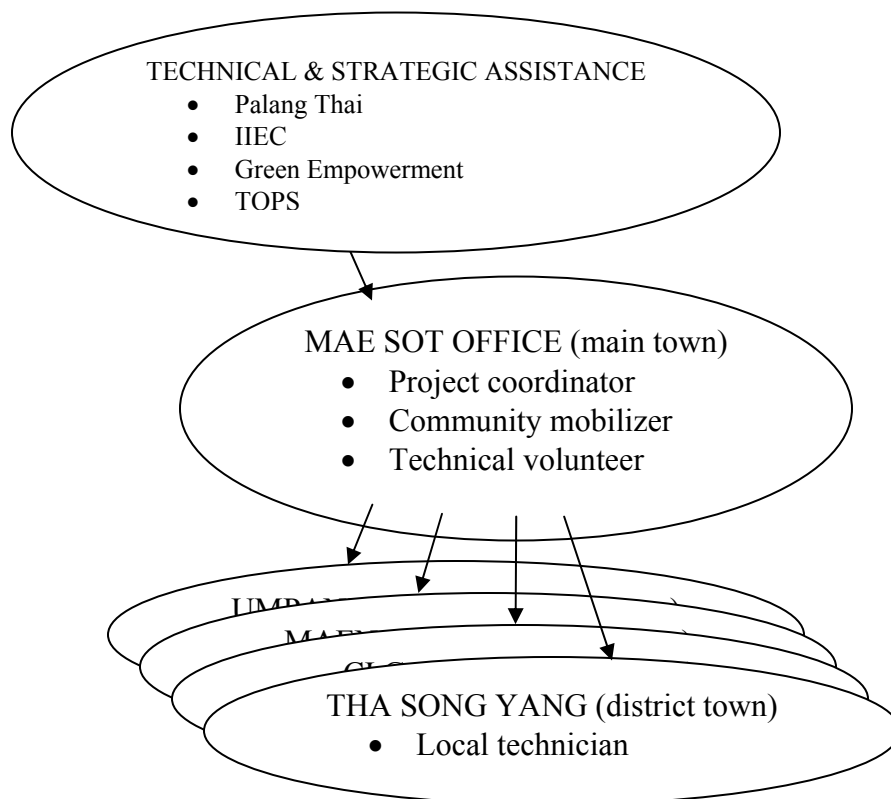 TECHNICAL & STRATEGIC ASSISTANCE
• Palang Thai
• IIEC
• Green Empowerment
• TOPS
MAE SOT OFFICE (main town)
• Project coordinator
• Community mobilizer
• Technical volunteer
THA SONG YANG (district town)
• Local technician